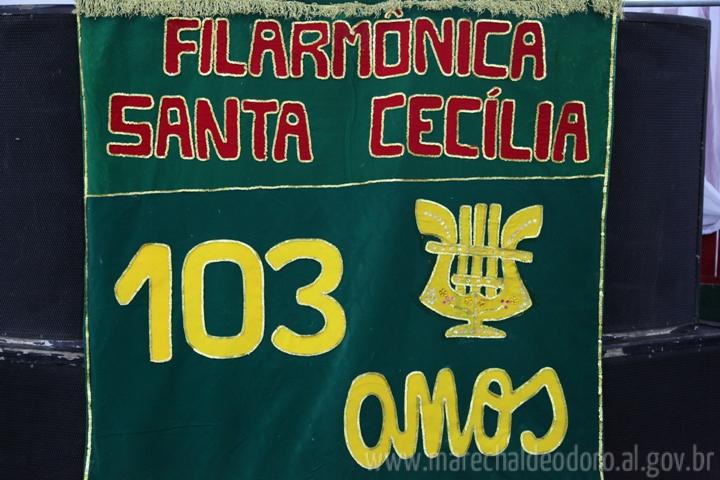 FILARMÔNICA
SANTA CECÍLIA
103
anos
www.marechaldeodoro.al.gov.br